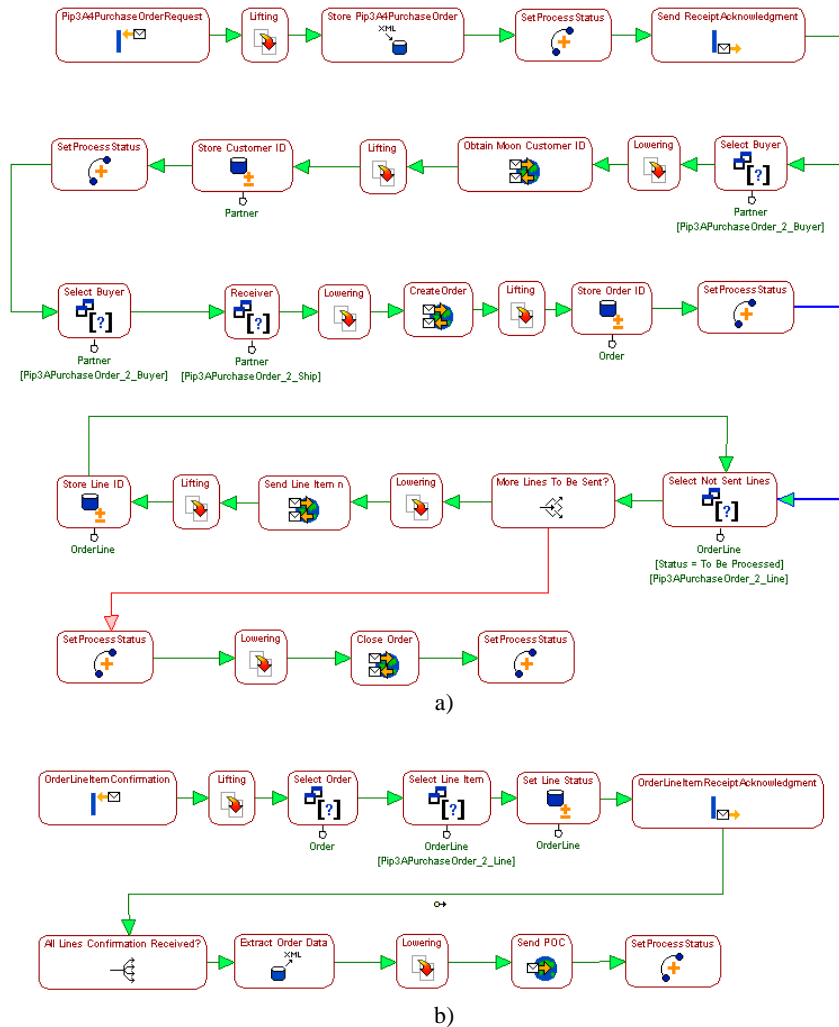 Pip3A4PurchaseOrderRequest
Lifting
Store Pip3A4PurchaseOrder
XML
SetProcessStatus
Send ReceiptAcknowledgment
SetProcessStatus
Store Customer ID
Partner
Lifting
Obtain Moon Customer ID
Lowering
Select Buyer
[?]
Partner
[Pip3APurchaseOrder_2_Buyer]
Select Buyer
[?]
Partner
[Pip3APurchaseOrder_2_Buyer]
Receiver
[?]
Partner
[Pip3APurchaseOrder_2_Ship]
Lowering
CreateOrder
Lifting
Store Order ID
Order
SetProcessStatus
Store Line ID
OrderLine
Lifting
Send Line Item n
Lowering
More Lines To Be Sent?
Select Not Sent Lines
[?]
OrderLine
[Status = To Be Processed]
[Pip3APurchaseOrder_2_Line]
SetProcessStatus
Lowering
Close Order
SetProcessStatus
a)
OrderLineItemConfirmation
Lifting
Select Order
[?]
Order
Select Line Item
[?]
OrderLine
[Pip3APurchaseOrder_2_Line]
Set Line Status
OrderLine
OrderLineItemReceiptAcknowledgment
All Lines Confirmation Received?
Extract Order Data
XML
Lowering
Send POC
SetProcessStatus
b)